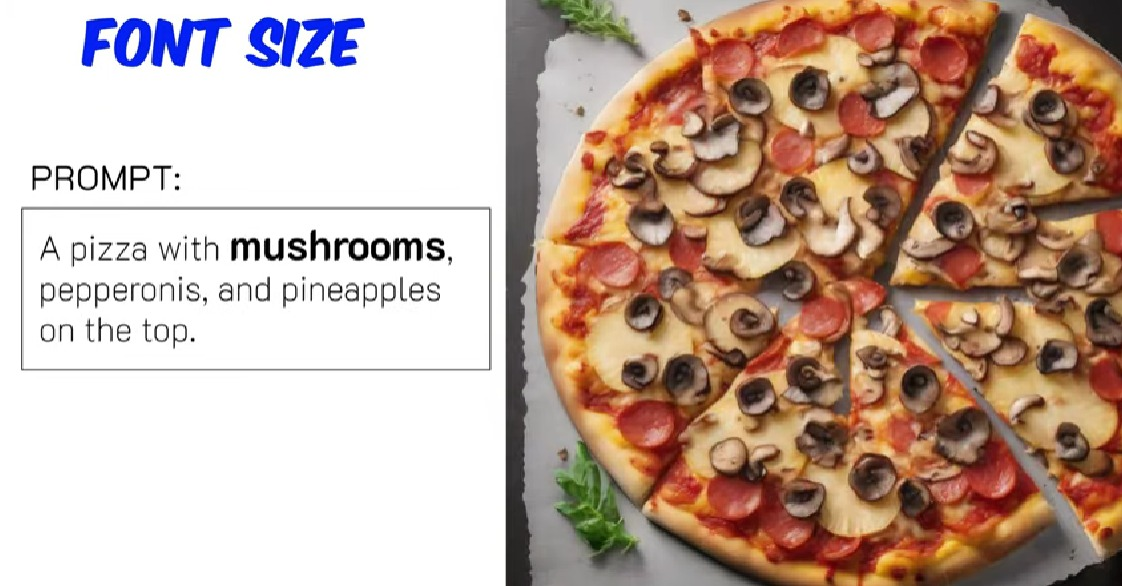 FONT SIZE
PROMPT:
A pizza with mushrooms,
pepperonis, and pineapples
on the top.